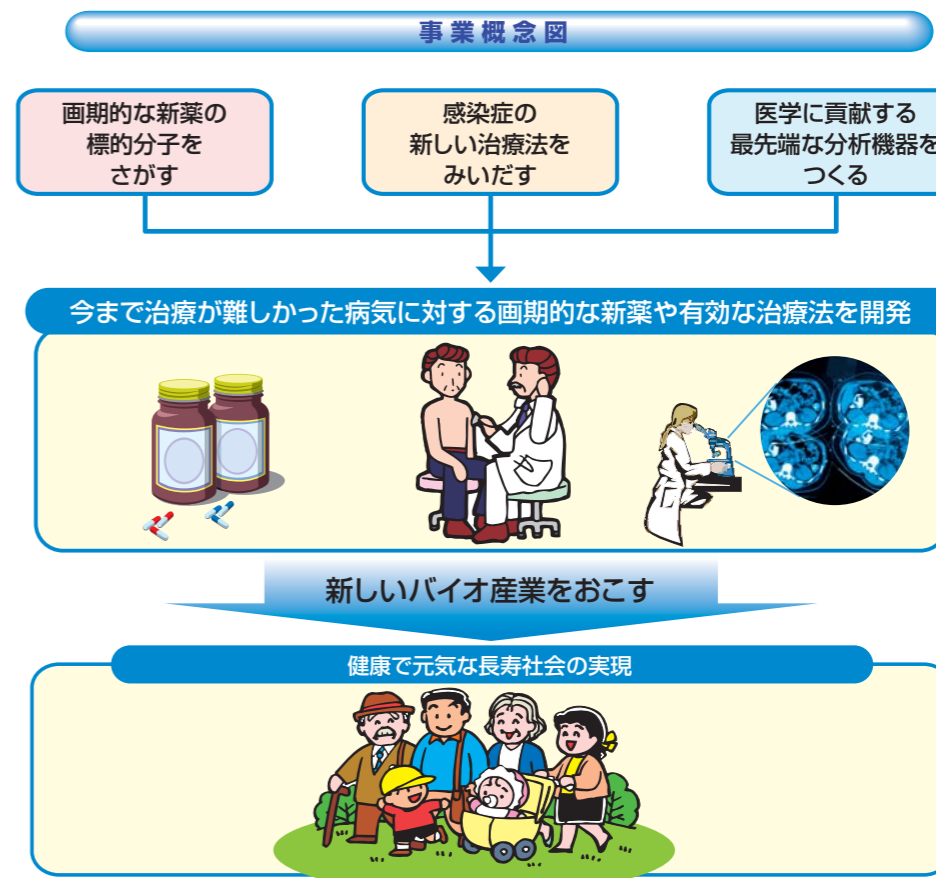 事業概念図
画期的な新薬の
標的分子を
さがす
感染症の
新しい治療法を
みいだす
医学に貢献する
最先端な分析機器を
つくる
今まで治療が難しかった病気に対する画期的な新薬や有効な治療法を開発
新しいバイオ産業をおこす
健康で元気な長寿社会の実現